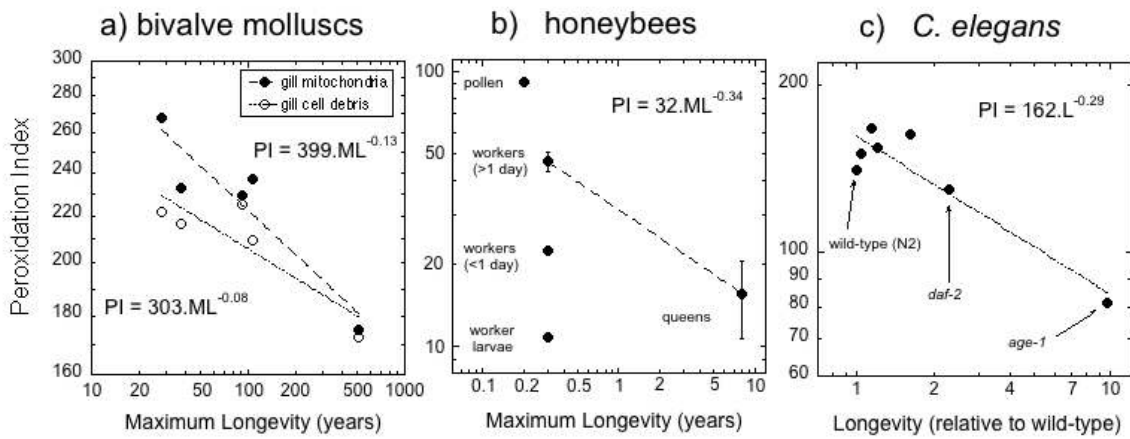 a) bivalve molluscs
b) honeybees
c) C. elegans
Peroxidation Index
300
280
260
240
220
200
180
160
gill mitochondria
gill cell debris
PI = 399.ML-0.13
PI = 303.ML-0.08
10
20
50
100
200
500
1000
Maximum Longevity (years)
100
50
20
10
pollen
workers
(>1 day)
workers
(<1 day)
worker
larvae
queens
PI = 32.ML-0.34
0.1
0.2
0.5
1
2
5
10
Maximum Longevity (years)
200
100
90
80
70
60
PI = 162.L-0.29
wild-type (N2)
daf-2
age-1
1
2
4
7
10
Longevity (relative to wild-type)